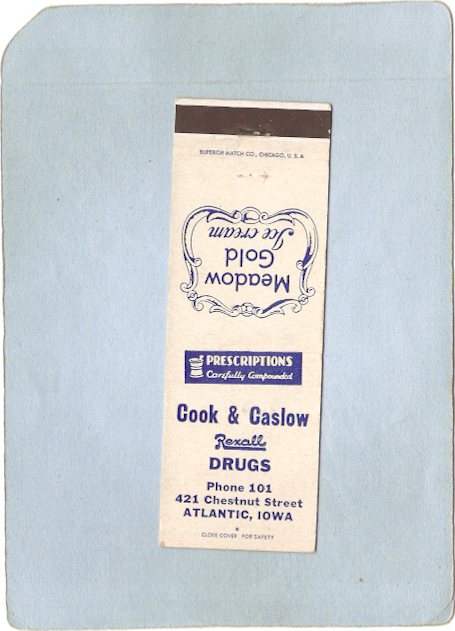 SUPERIOR MATCH CO., CHICAGO, U. S. A.
Meadow
Gold
Ice cream
PRESCRIPTIONS
Carefully Compounded
Cook & Caslow
Rexall
DRUGS
Phone 101
421 Chestnut Street
ATLANTIC, IOWA
CLOSE COVER FOR SAFETY